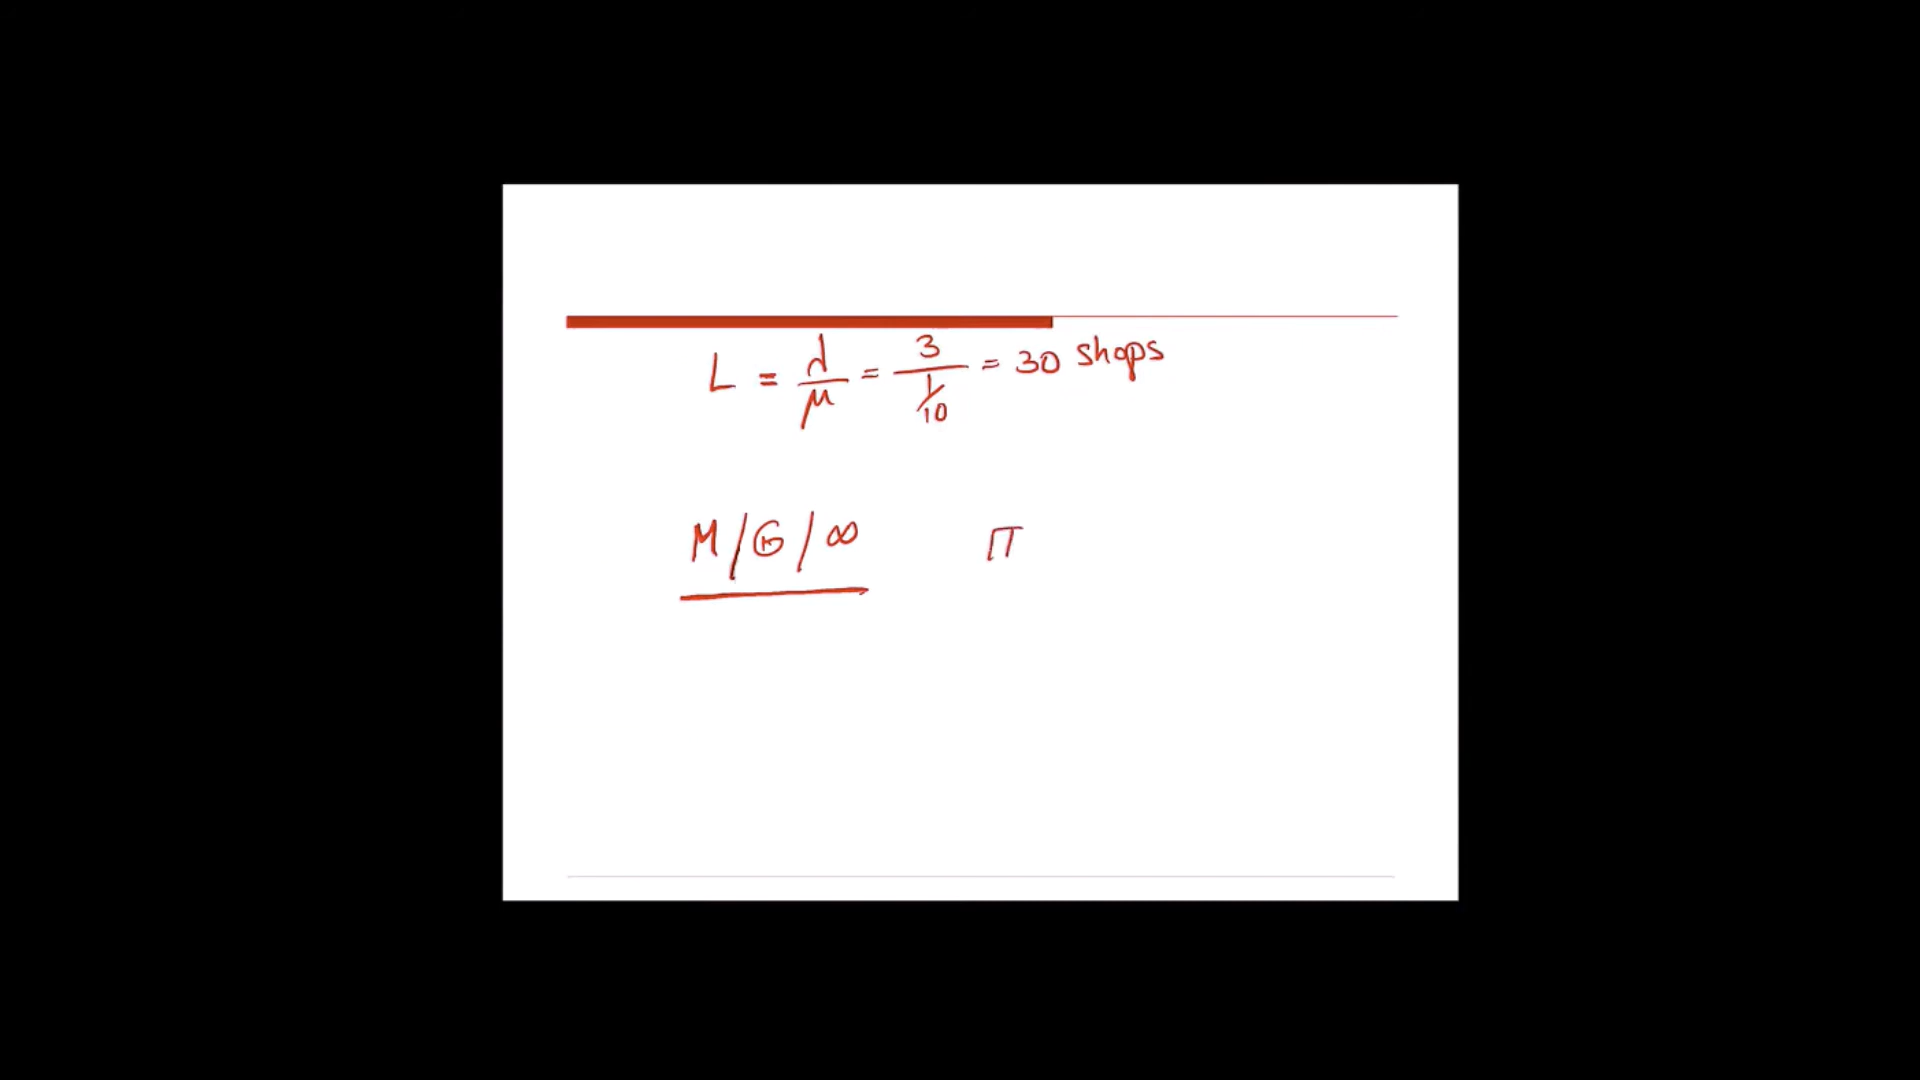 L = λ/μ = 3/(1/10) = 30 shops
M/G/∞ Π